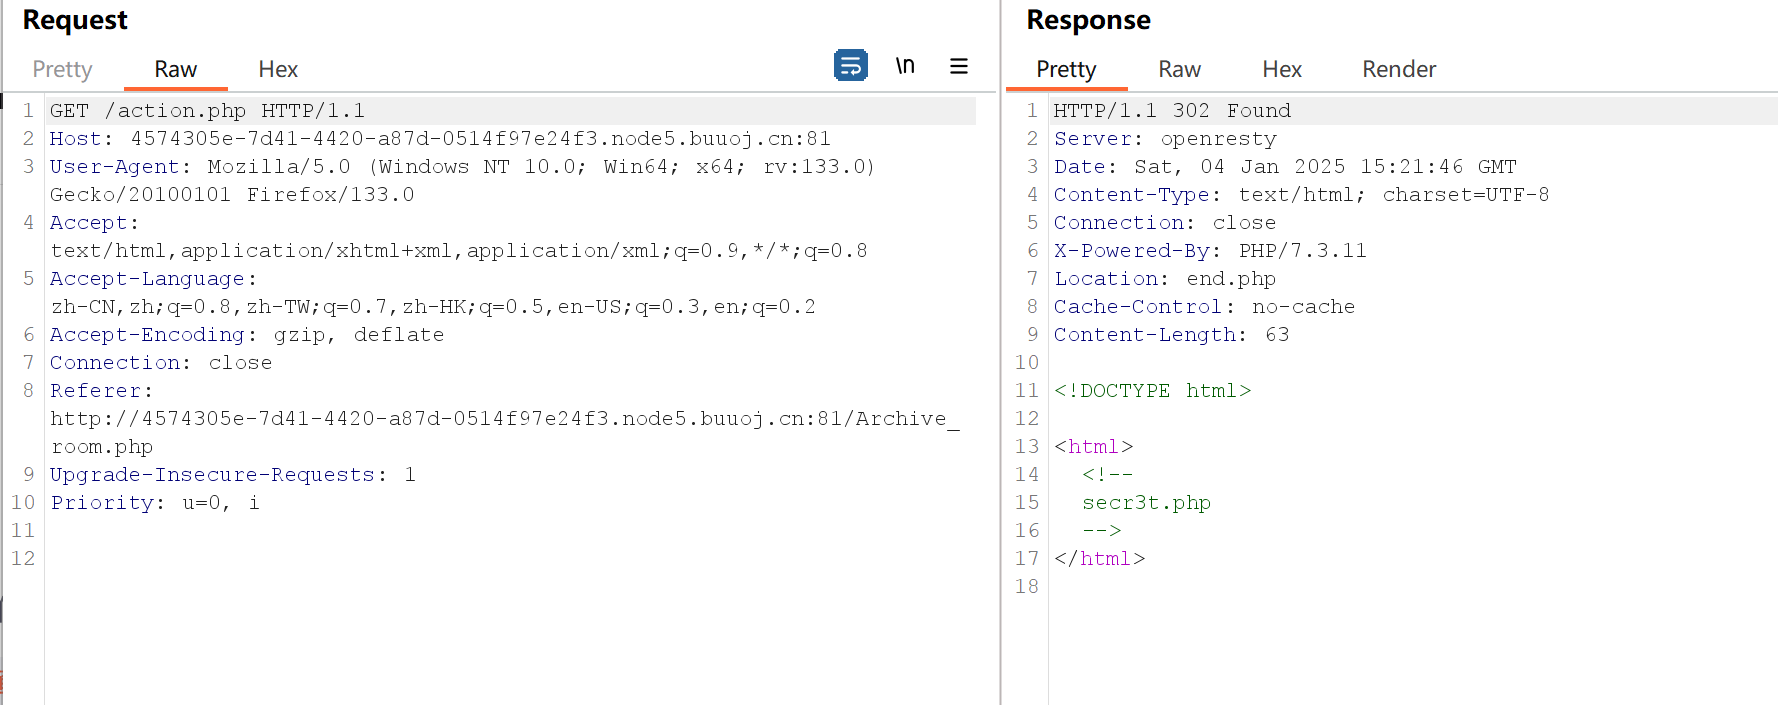 Request
Pretty Raw Hex \n
1 GET /action.php HTTP/1.1
2 Host: 4574305e-7d41-4420-a87d-0514f97e24f3.node5.buuoj.cn:81
3 User-Agent: Mozilla/5.0 (Windows NT 10.0; Win64; x64; rv:133.0)
Gecko/20100101 Firefox/133.0
4 Accept:
text/html,application/xhtml+xml,application/xml;q=0.9,*/*;q=0.8
5 Accept-Language:
zh-CN,zh;q=0.8,zh-TW;q=0.7,zh-HK;q=0.5,en-US;q=0.3,en;q=0.2
6 Accept-Encoding: gzip, deflate
7 Connection: close
8 Referer:
http://4574305e-7d41-4420-a87d-0514f97e24f3.node5.buuoj.cn:81/Archive_
room.php
9 Upgrade-Insecure-Requests: 1
10 Priority: u=0, i
11
12
Response
Pretty Raw Hex Render
1 HTTP/1.1 302 Found
2 Server: openresty
3 Date: Sat, 04 Jan 2025 15:21:46 GMT
4 Content-Type: text/html; charset=UTF-8
5 Connection: close
6 X-Powered-By: PHP/7.3.11
7 Location: end.php
8 Cache-Control: no-cache
9 Content-Length: 63
10
11 <!DOCTYPE html>
12
13 <html>
14 <!--
15 secr3t.php
16 -->
17 </html>
18